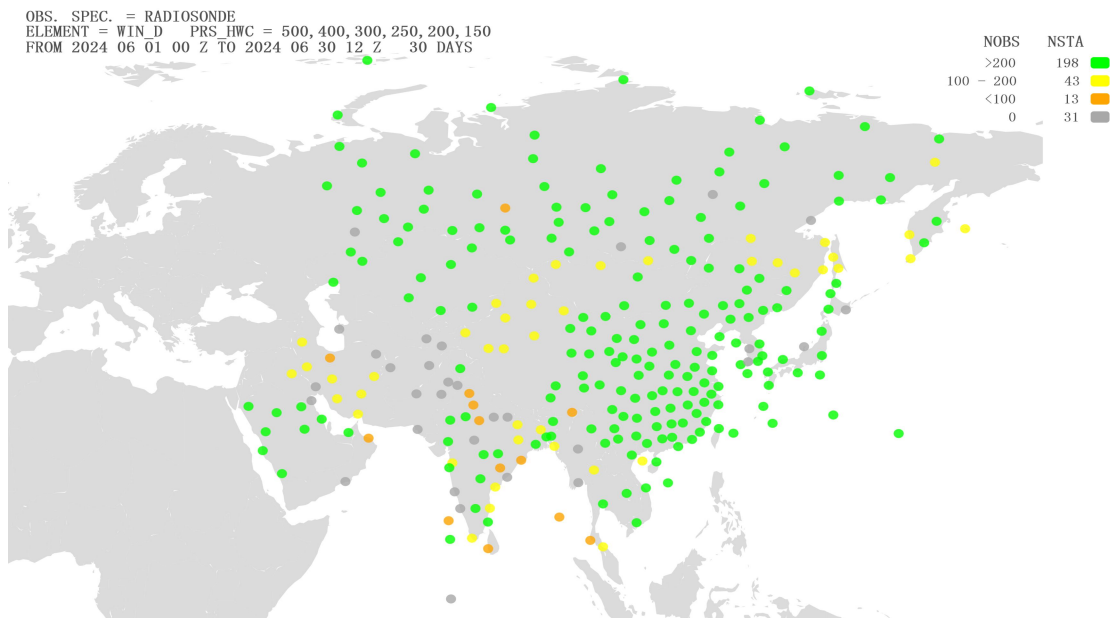 OBS. SPEC. = RADIOSONDE
ELEMENT = WIN_D PRS_HWC = 500,400,300,250,200,150
FROM 2024 06 01 00 Z TO 2024 06 30 12 Z 30 DAYS
NOBS NSTA
>200 198
100 - 200 43
<100 13
0 31